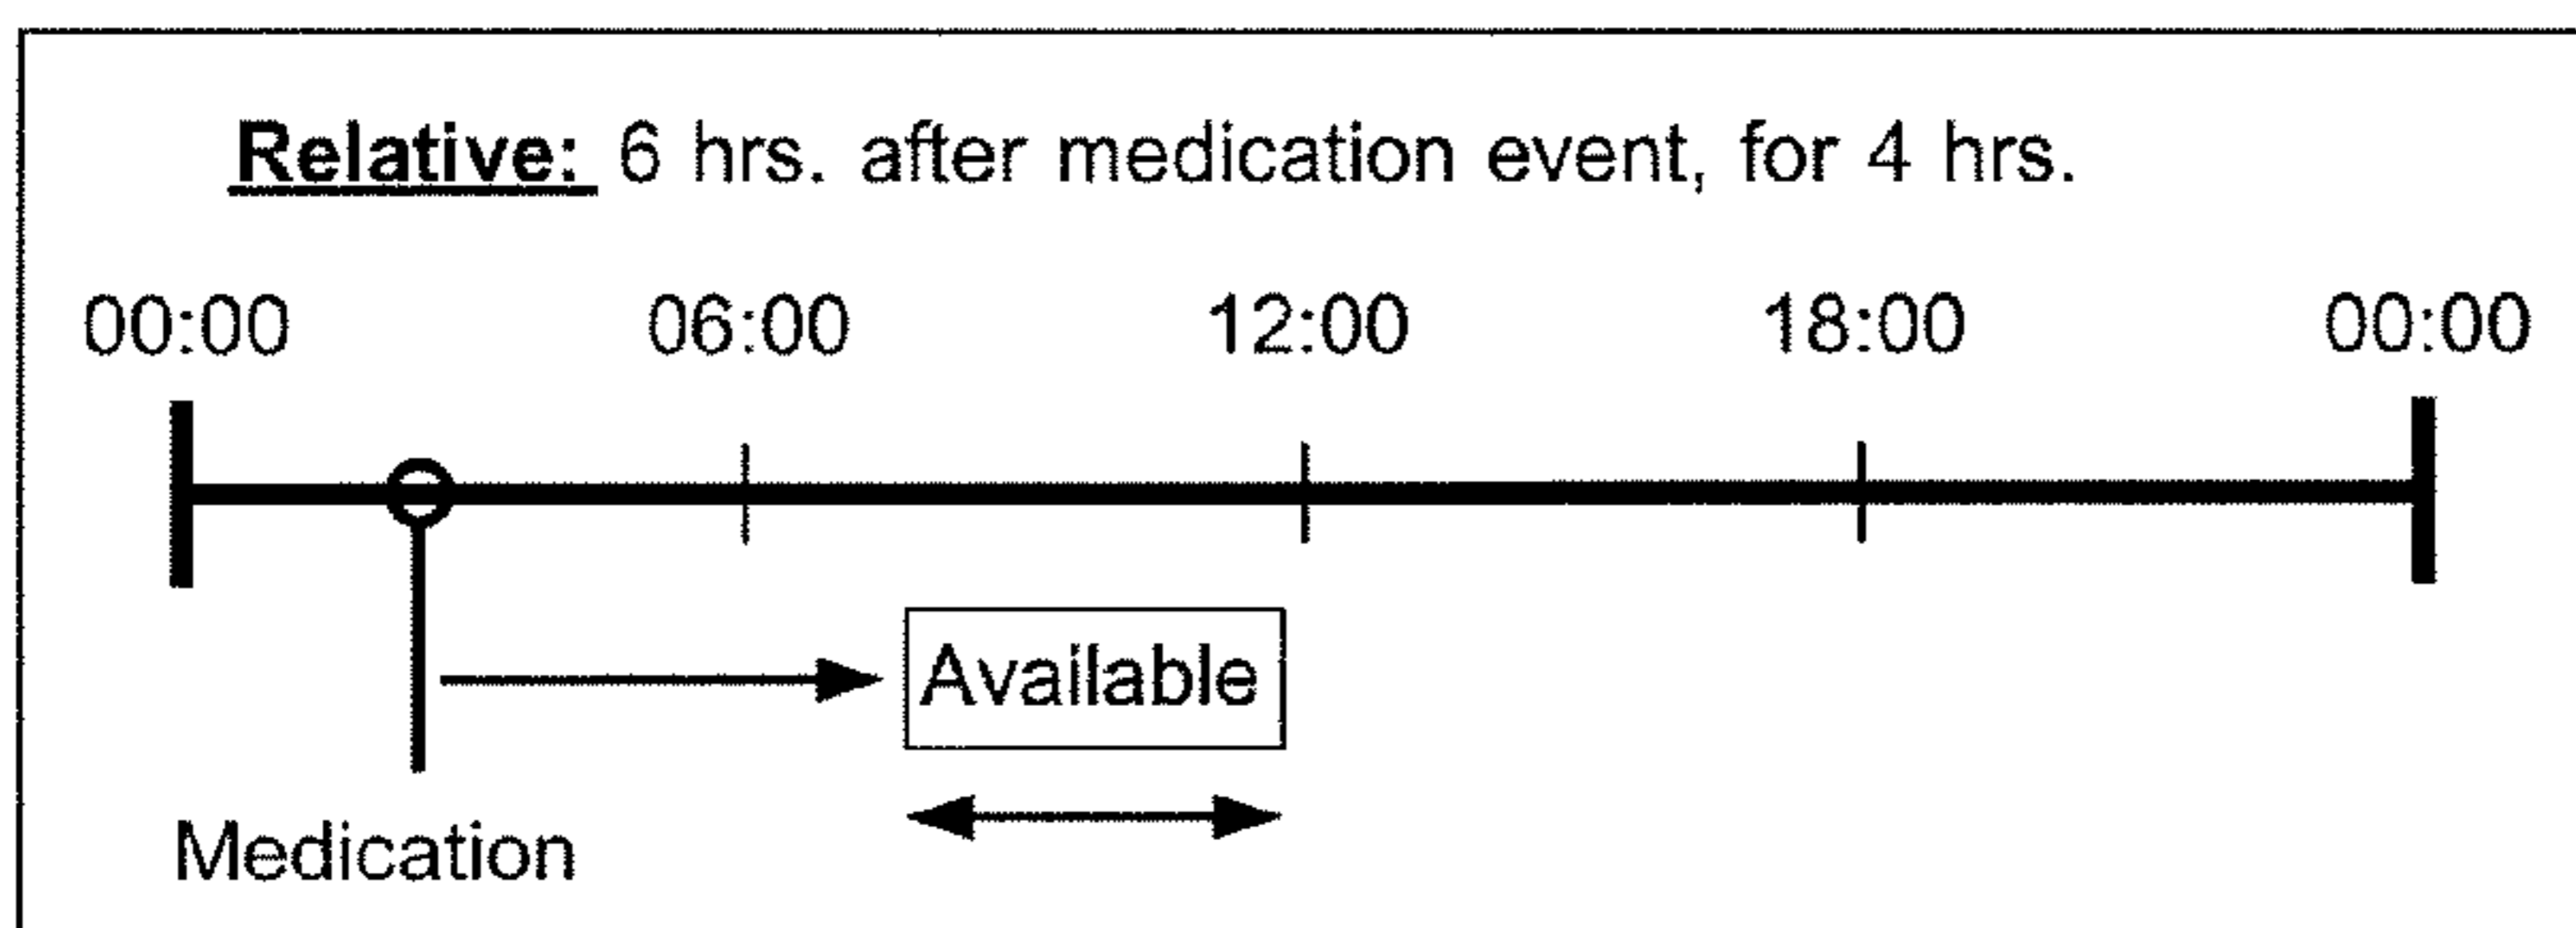 Relative: 6 hrs. after medication event, for 4 hrs.
00:00 06:00 12:00 18:00 00:00
Available
Medication